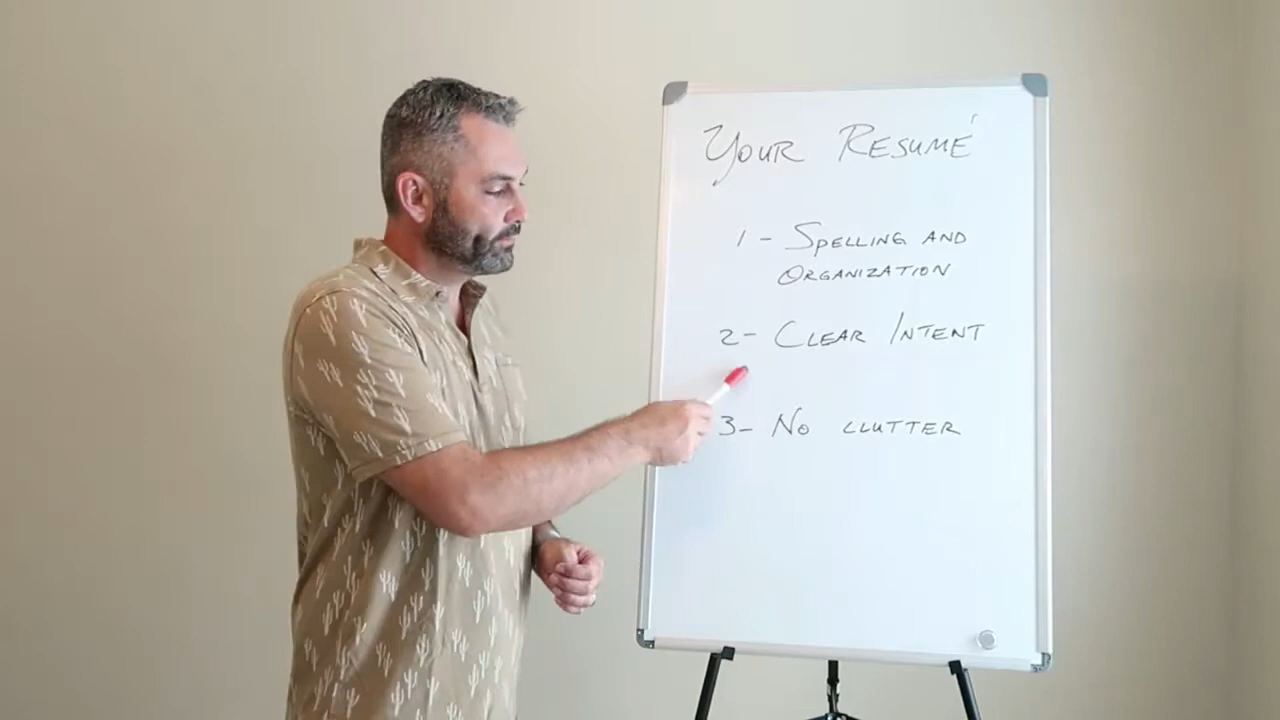 Your Resumé
1 - Spelling and
Organization
2 - Clear Intent
3 - No clutter